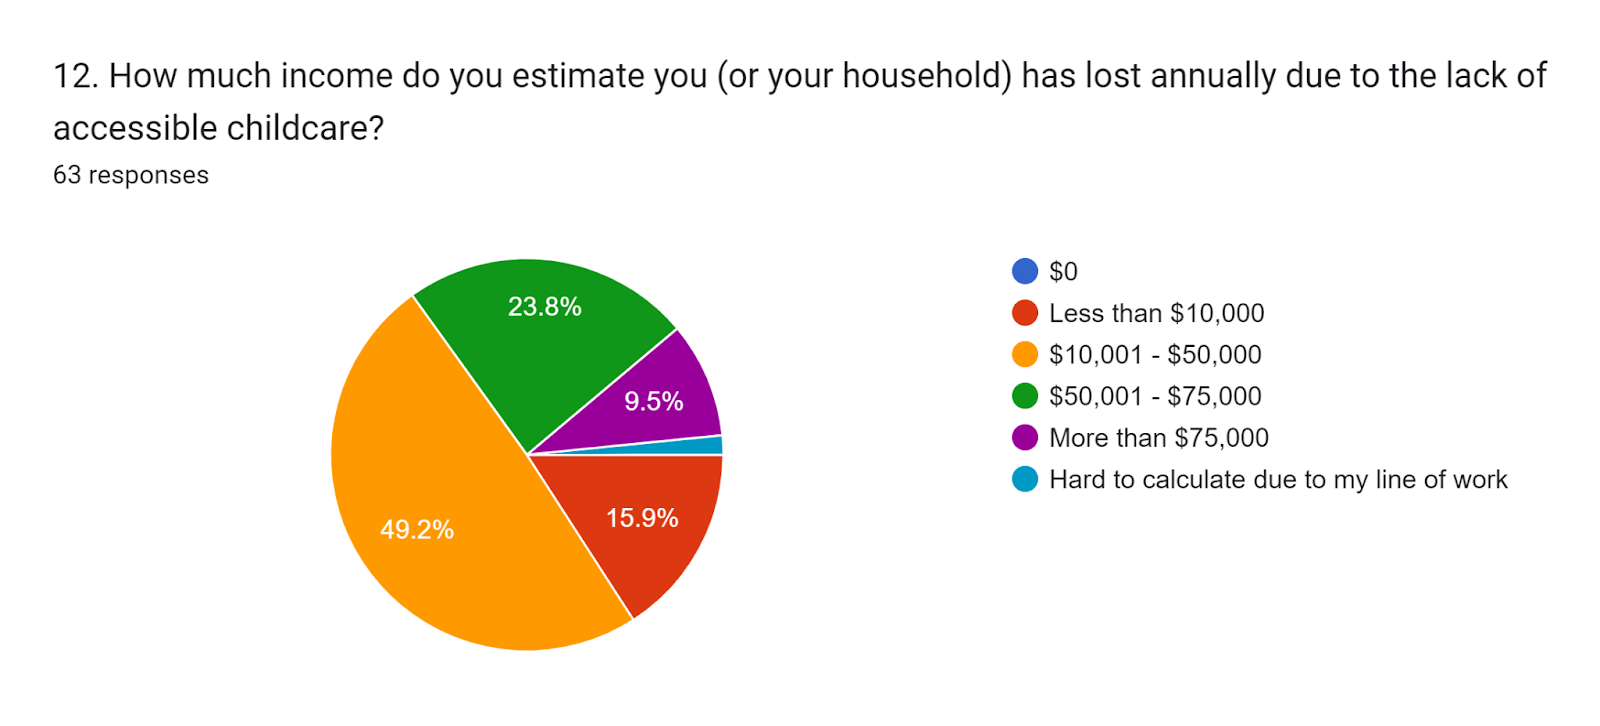 12. How much income do you estimate you (or your household) has lost annually due to the lack of
accessible childcare?
63 responses
23.8%
9.5%
15.9%
49.2%
$0
Less than $10,000
$10,001 - $50,000
$50,001 - $75,000
More than $75,000
Hard to calculate due to my line of work